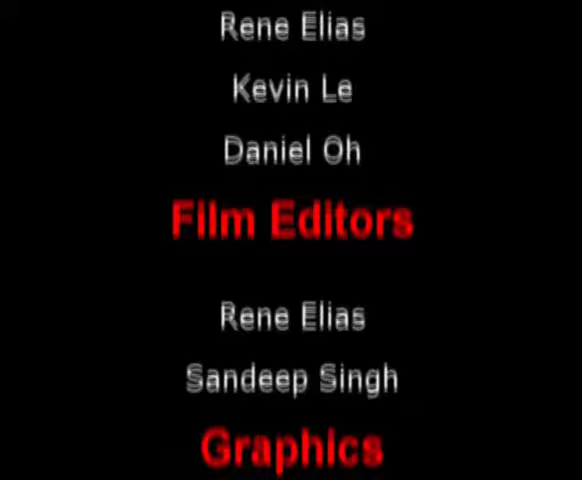 Rene Elias
Kevin Le
Daniel Oh
Film Editors
Rene Elias
Sandeep Singh
Graphics